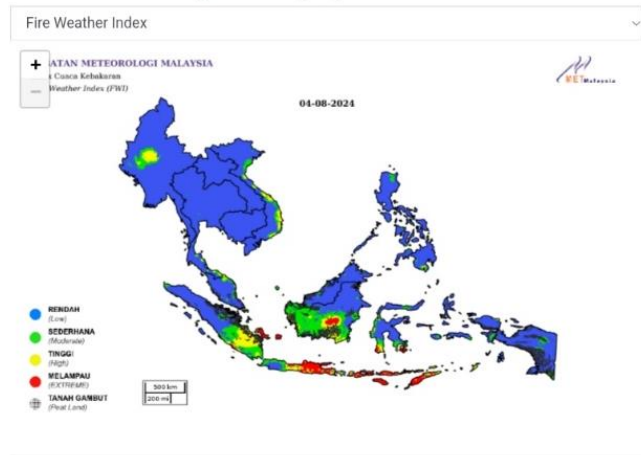 Fire Weather Index
ATAN METEOROLOGI MALAYSIA
Cuaca Kebakaran
Weather Index (FWI)
METMalaysia
04-08-2024
RENDAH
(Low)
SEDERHANA
(Moderate)
TINGGI
(High)
MELAMPAU
(EXTREME)
TANAH GAMBUT
(Peat Land)
500 km
200 mi